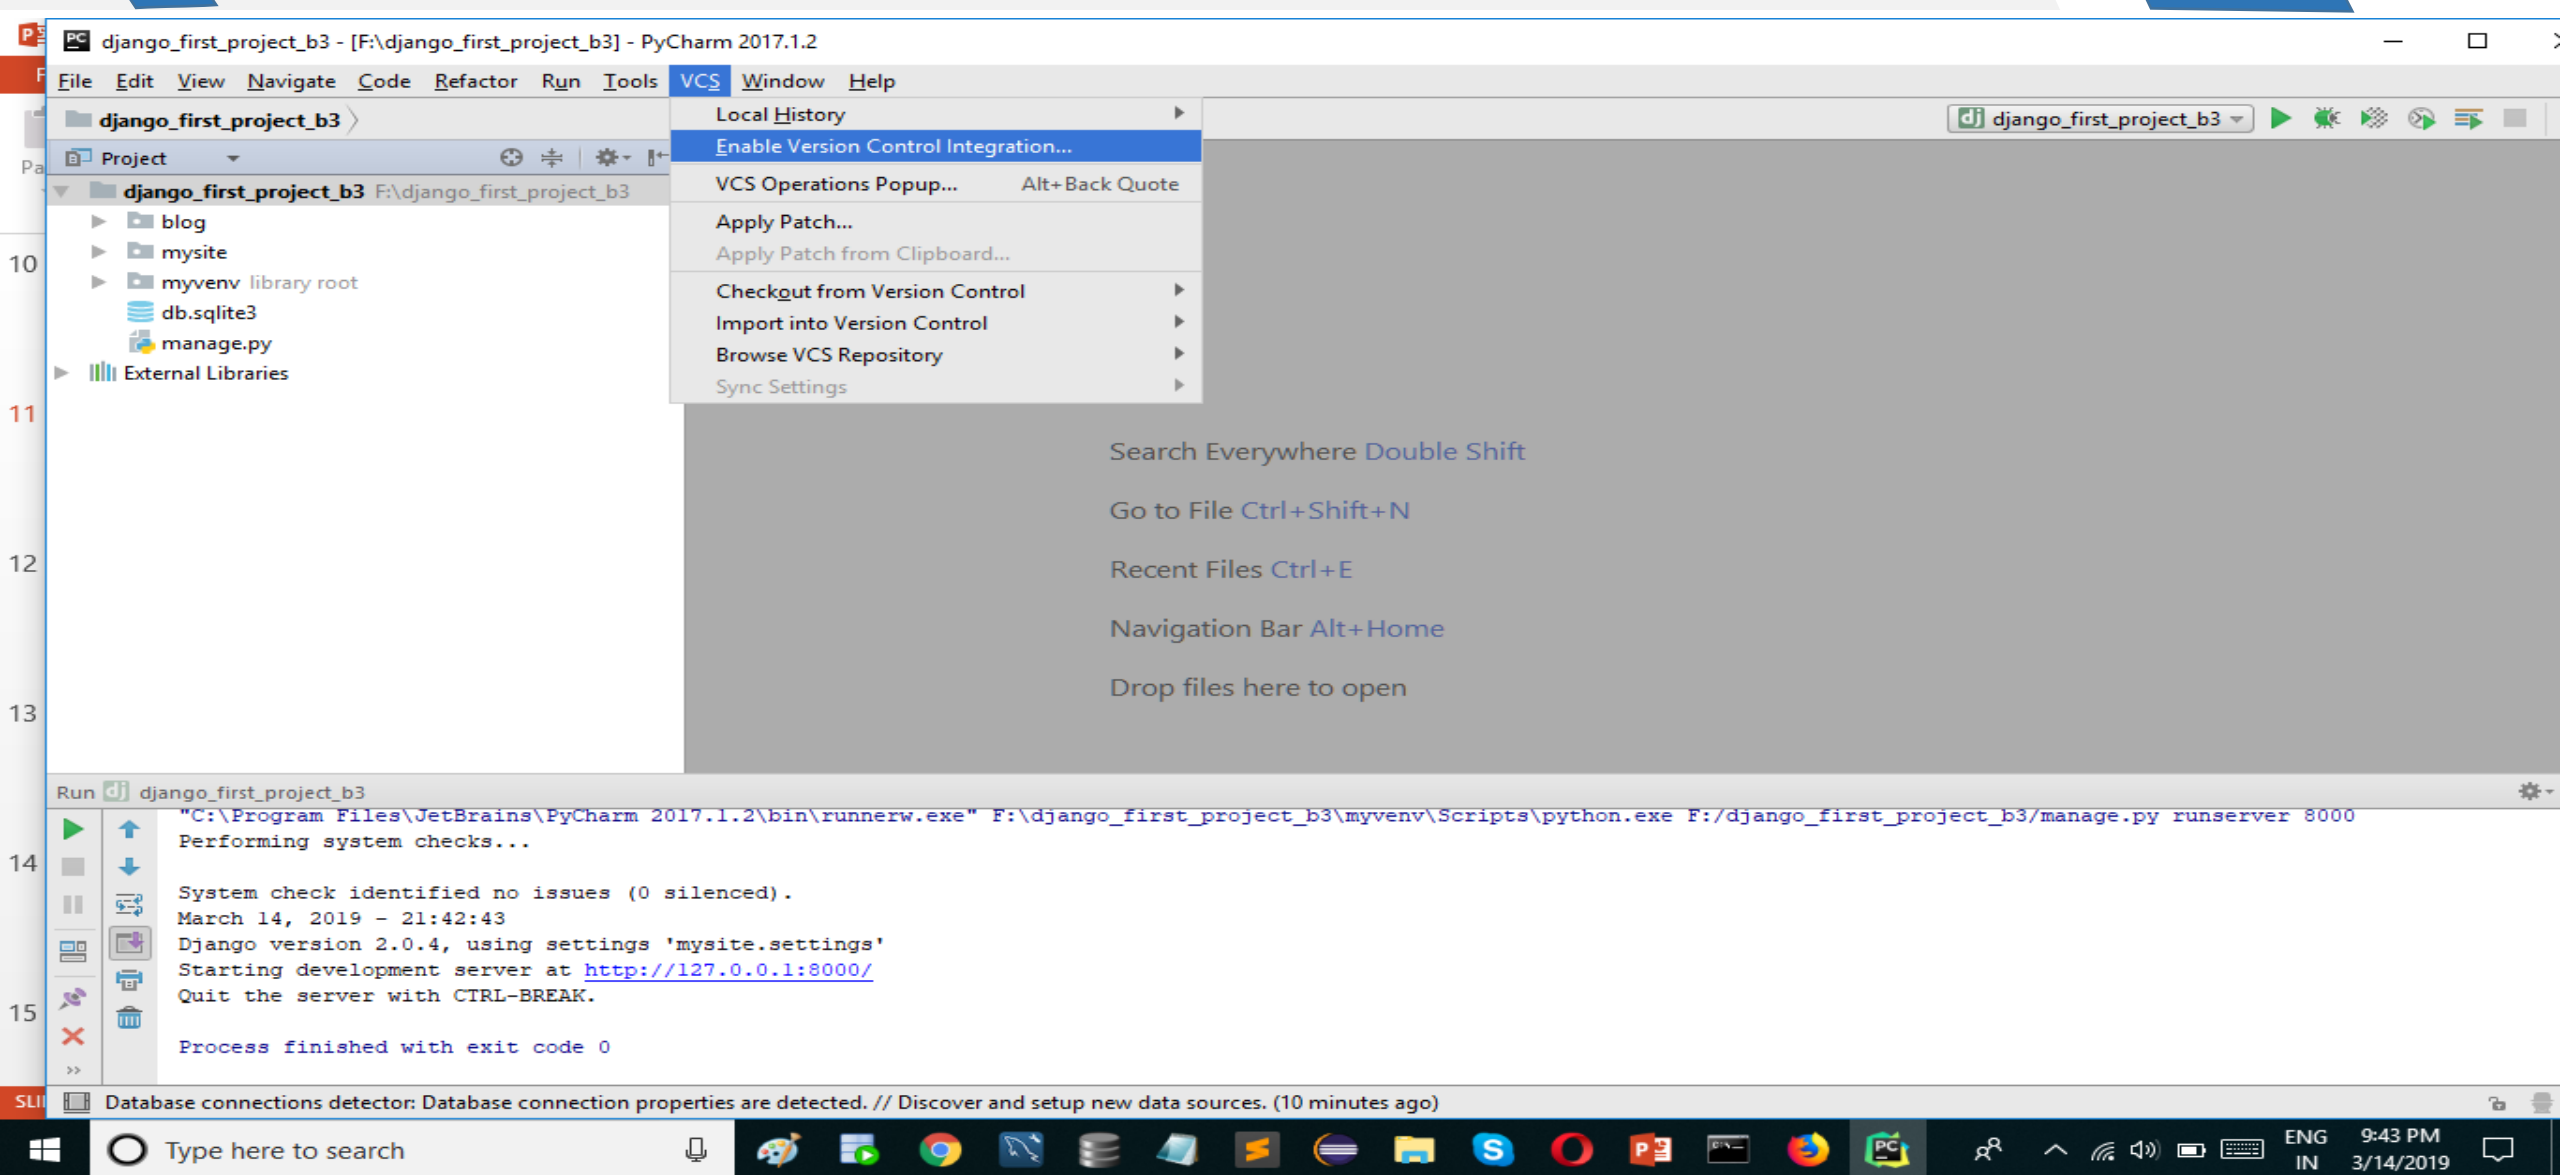 django_first_project_b3 - [F:\django_first_project_b3] - PyCharm 2017.1.2
File Edit View Navigate Code Refactor Run Tools VCS Window Help
django_first_project_b3
django_first_project_b3
Project
django_first_project_b3 F:\django_first_project_b3
blog
mysite
myvenv library root
db.sqlite3
manage.py
External Libraries
Local History
Enable Version Control Integration...
VCS Operations Popup... Alt+Back Quote
Apply Patch...
Apply Patch from Clipboard...
Checkout from Version Control
Import into Version Control
Browse VCS Repository
Sync Settings
Search Everywhere Double Shift
Go to File Ctrl+Shift+N
Recent Files Ctrl+E
Navigation Bar Alt+Home
Drop files here to open
10
11
12
13
14
15
Run django_first_project_b3
"C:\Program Files\JetBrains\PyCharm 2017.1.2\bin\runnerw.exe" F:\django_first_project_b3\myvenv\Scripts\python.exe F:/django_first_project_b3/manage.py runserver 8000
Performing system checks...
System check identified no issues (0 silenced).
March 14, 2019 - 21:42:43
Django version 2.0.4, using settings 'mysite.settings'
Starting development server at http://127.0.0.1:8000/
Quit the server with CTRL-BREAK.
Process finished with exit code 0
Database connections detector: Database connection properties are detected. // Discover and setup new data sources. (10 minutes ago)
Type here to search
ENG
IN
9:43 PM
3/14/2019